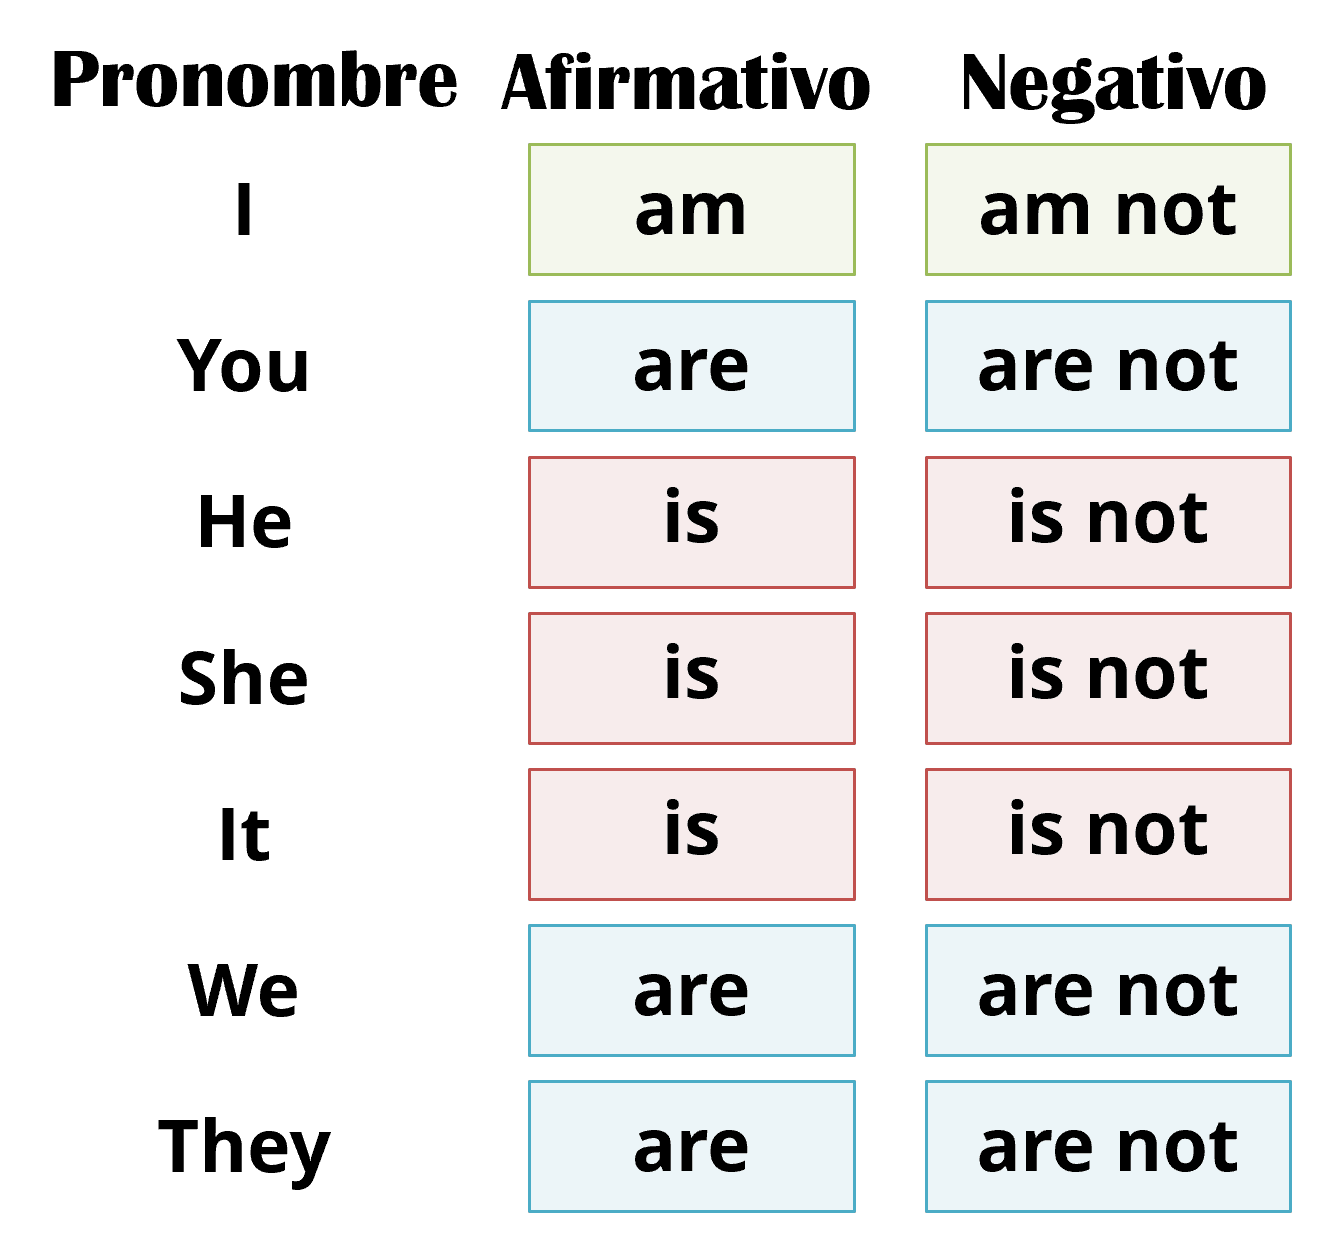 Pronombre Afirmativo Negativo
I am am not
You are are not
He is is not
She is is not
It is is not
We are are not
They are are not